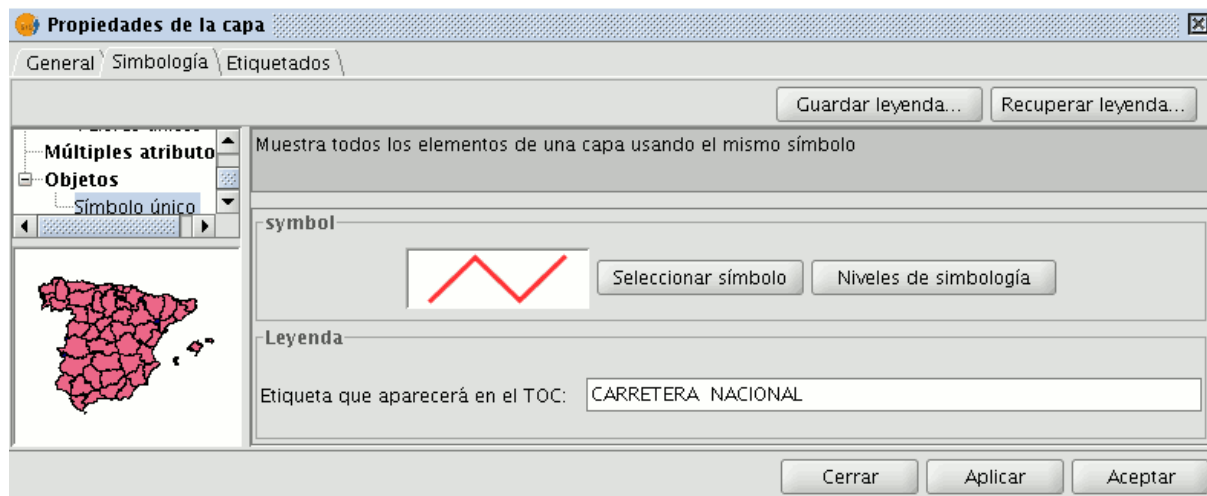 Propiedades de la capa
General Simbología Etiquetados
Guardar leyenda... Recuperar leyenda...
Múltiples atributo
Objetos
Símbolo único
Muestra todos los elementos de una capa usando el mismo símbolo
symbol
Seleccionar símbolo Niveles de simbología
Leyenda
Etiqueta que aparecerá en el TOC: CARRETERA NACIONAL
Cerrar Aplicar Aceptar